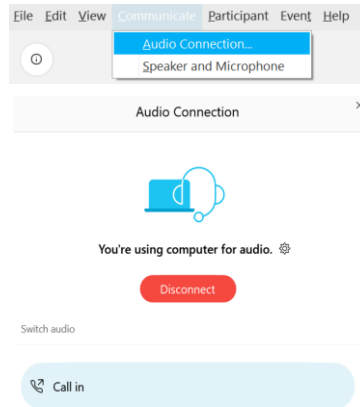 File Edit View Communicate Participant Event Help
Audio Connection...
Speaker and Microphone
Audio Connection
You're using computer for audio.
Disconnect
Switch audio
Call in